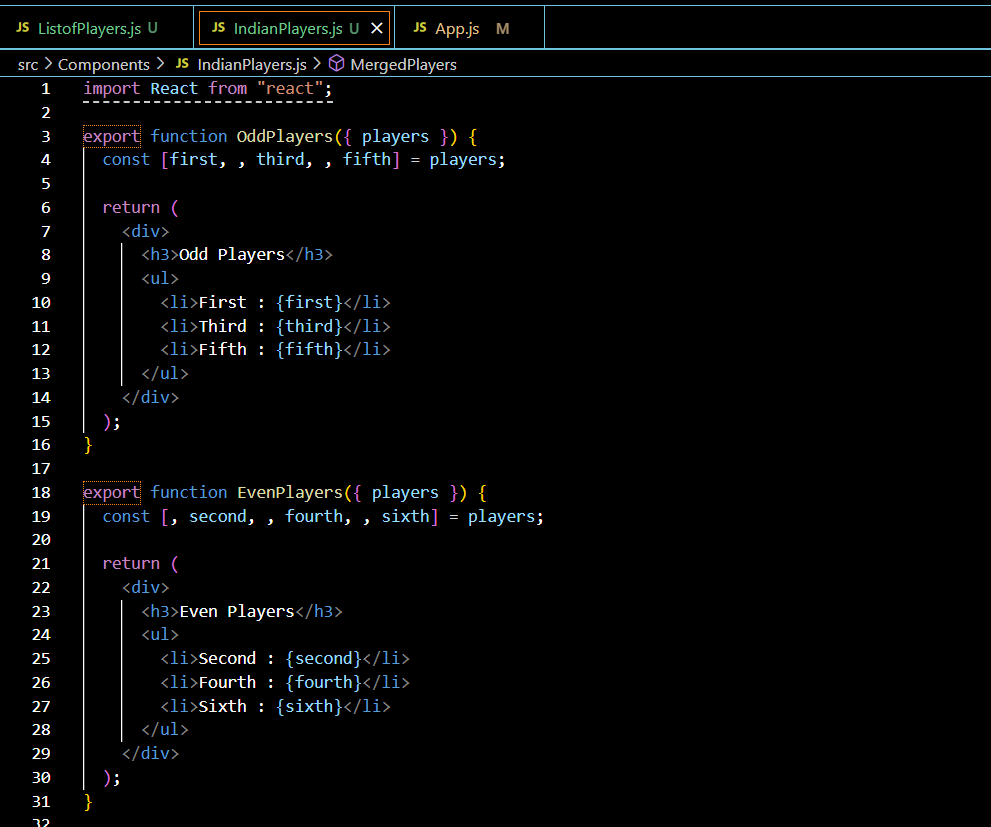 JS ListofPlayers.js U JS IndianPlayers.js U × JS App.js M
src > Components > JS IndianPlayers.js > MergedPlayers
1 import React from "react";
2
3 export function OddPlayers({ players }) {
4   const [first, , third, , fifth] = players;
5
6   return (
7     <div>
8       <h3>Odd Players</h3>
9       <ul>
10         <li>First : {first}</li>
11         <li>Third : {third}</li>
12         <li>Fifth : {fifth}</li>
13       </ul>
14     </div>
15   );
16 }
17
18 export function EvenPlayers({ players }) {
19   const [, second, , fourth, , sixth] = players;
20
21   return (
22     <div>
23       <h3>Even Players</h3>
24       <ul>
25         <li>Second : {second}</li>
26         <li>Fourth : {fourth}</li>
27         <li>Sixth : {sixth}</li>
28       </ul>
29     </div>
30   );
31 }
32